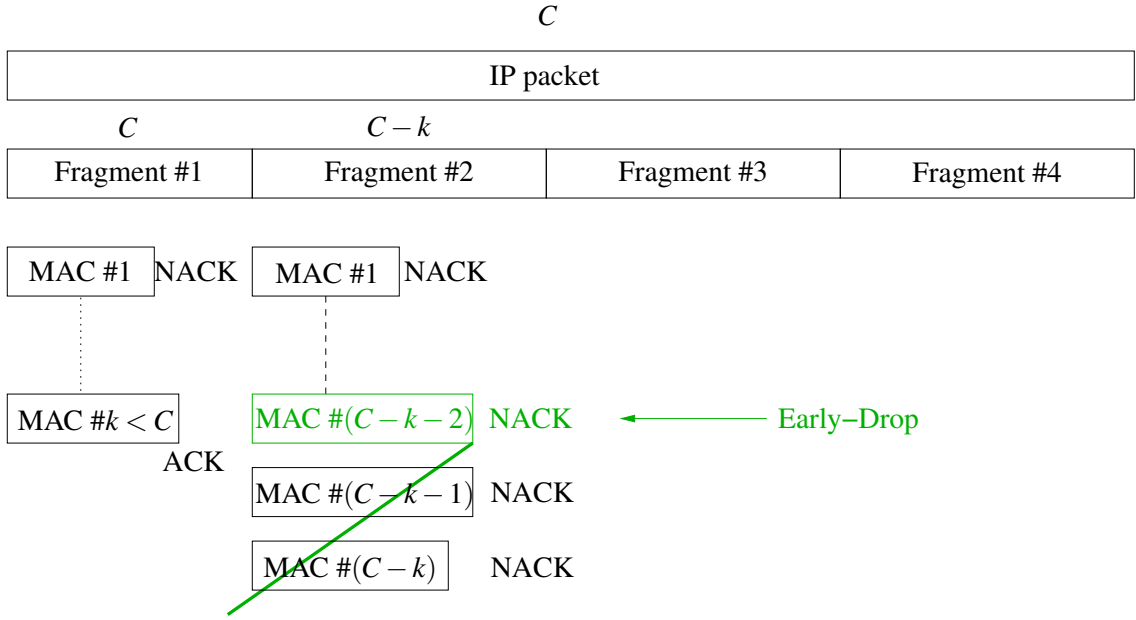 C
IP packet
C C − k
Fragment #1 Fragment #2 Fragment #3 Fragment #4
MAC #1 NACK MAC #1 NACK
MAC #k < C MAC #(C − k − 2) NACK Early−Drop
ACK
MAC #(C − k − 1) NACK
MAC #(C − k) NACK